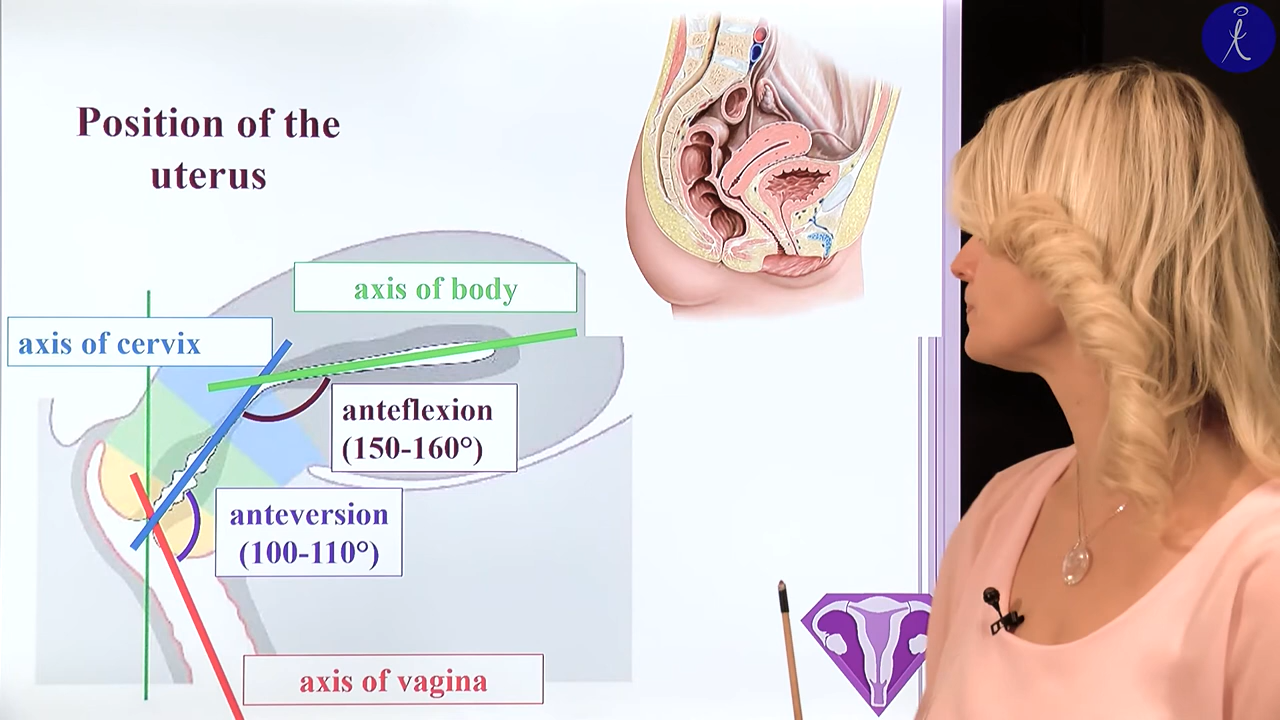 Position of the
uterus
axis of body
axis of cervix
anteflexion
(150-160°)
anteversion
(100-110°)
axis of vagina